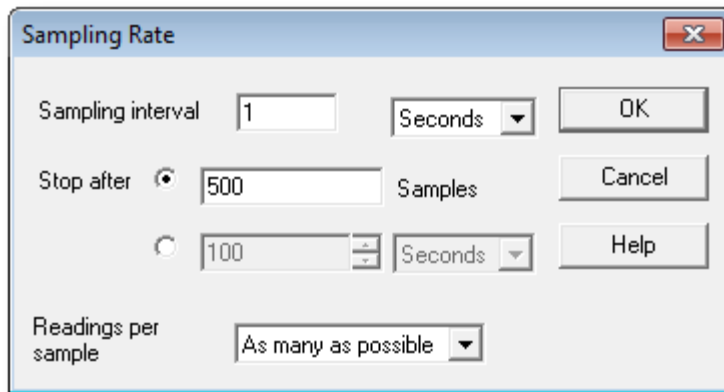 Sampling Rate
Sampling interval 1 Seconds OK
Stop after 500 Samples Cancel
100 Seconds Help
Readings per
sample
As many as possible